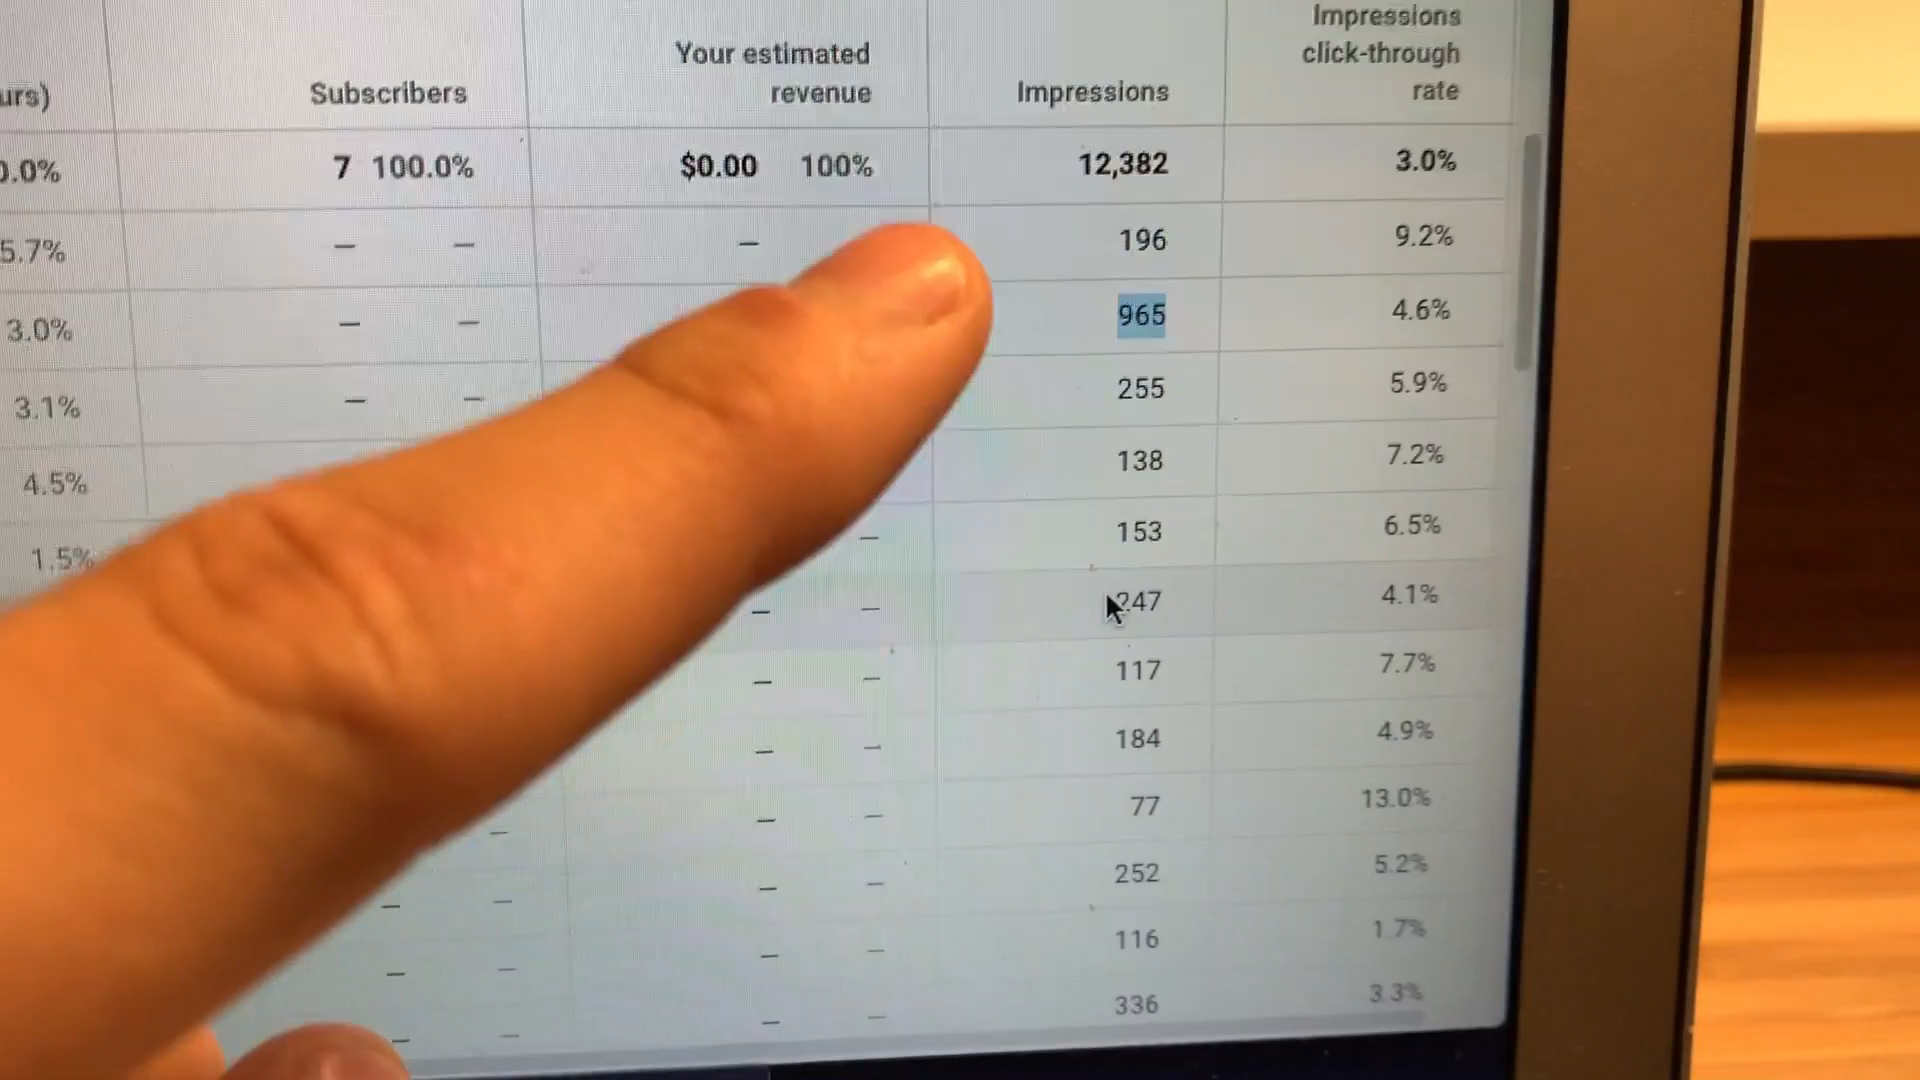 Impressions
click-through
rate
Your estimated
revenue
urs)
Subscribers
Impressions
0.0% 7 100.0% $0.00 100% 12,382 3.0%
5.7% — — — 196 9.2%
3.0% — — 965 4.6%
3.1% — — 255 5.9%
4.5% 138 7.2%
1.5% — 153 6.5%
— — 247 4.1%
— — 117 7.7%
— — 184 4.9%
— — — 77 13.0%
— — — — 252 5.2%
— — — — 116 1.7%
— — — — 336 3.3%